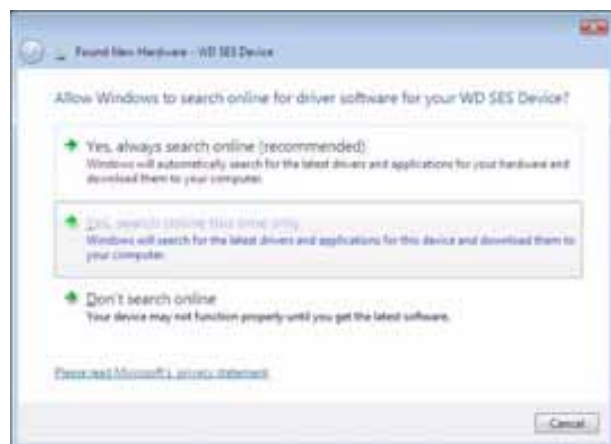 Found New Hardware - WD SES Device
Allow Windows to search online for driver software for your WD SES Device?
Yes, always search online (recommended)
Windows will automatically search for the latest drivers and applications for your hardware and
download them to your computer.
Yes, search online this time only
Windows will search for the latest drivers and applications for this device and download them to
your computer.
Don't search online
Your device may not function properly until you get the latest software.
Please read Microsoft's privacy statement
Cancel